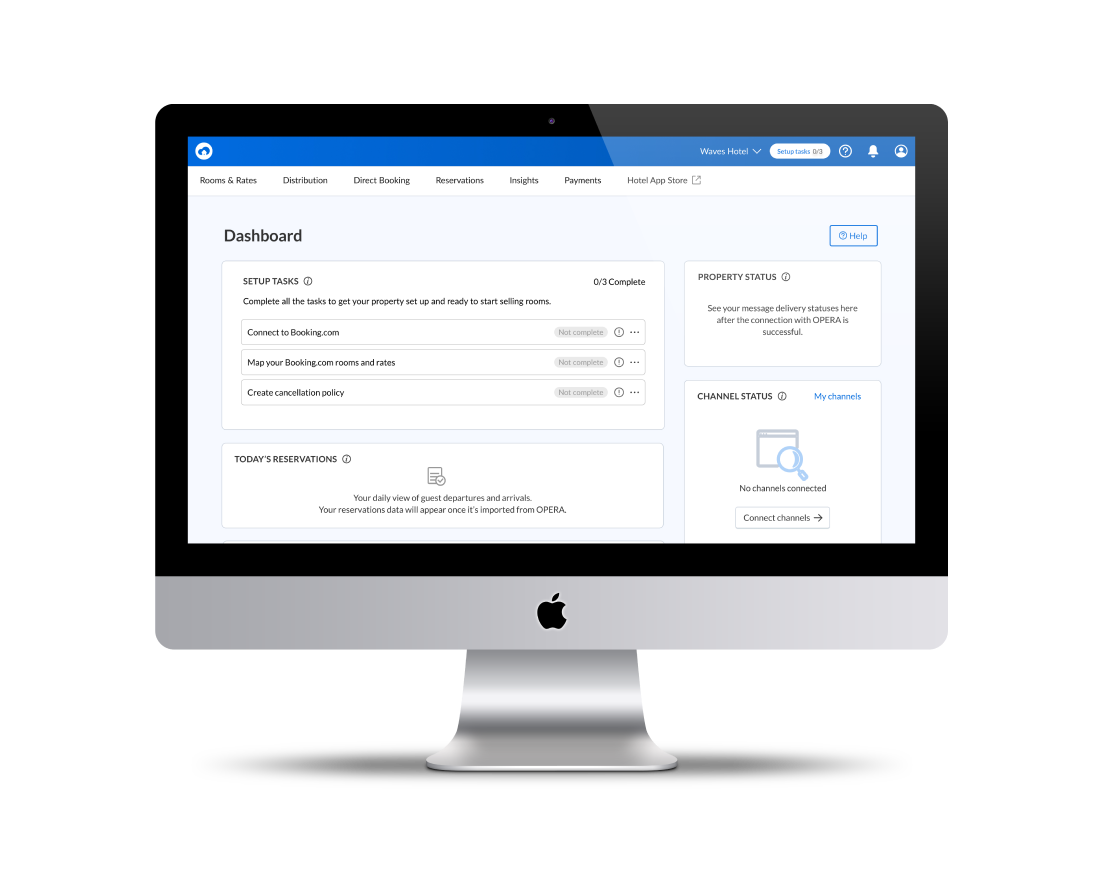 Waves Hotel
Setup tasks 0/3
Rooms & Rates
Distribution
Direct Booking
Reservations
Insights
Payments
Hotel App Store
Dashboard
Help
SETUP TASKS
0/3 Complete
Complete all the tasks to get your property set up and ready to start selling rooms.
Connect to Booking.com
Not complete
Map your Booking.com rooms and rates
Not complete
Create cancellation policy
Not complete
TODAY'S RESERVATIONS
Your daily view of guest departures and arrivals.
Your reservations data will appear once it's imported from OPERA.
PROPERTY STATUS
See your message delivery statuses here
after the connection with OPERA is
successful.
CHANNEL STATUS
My channels
No channels connected
Connect channels